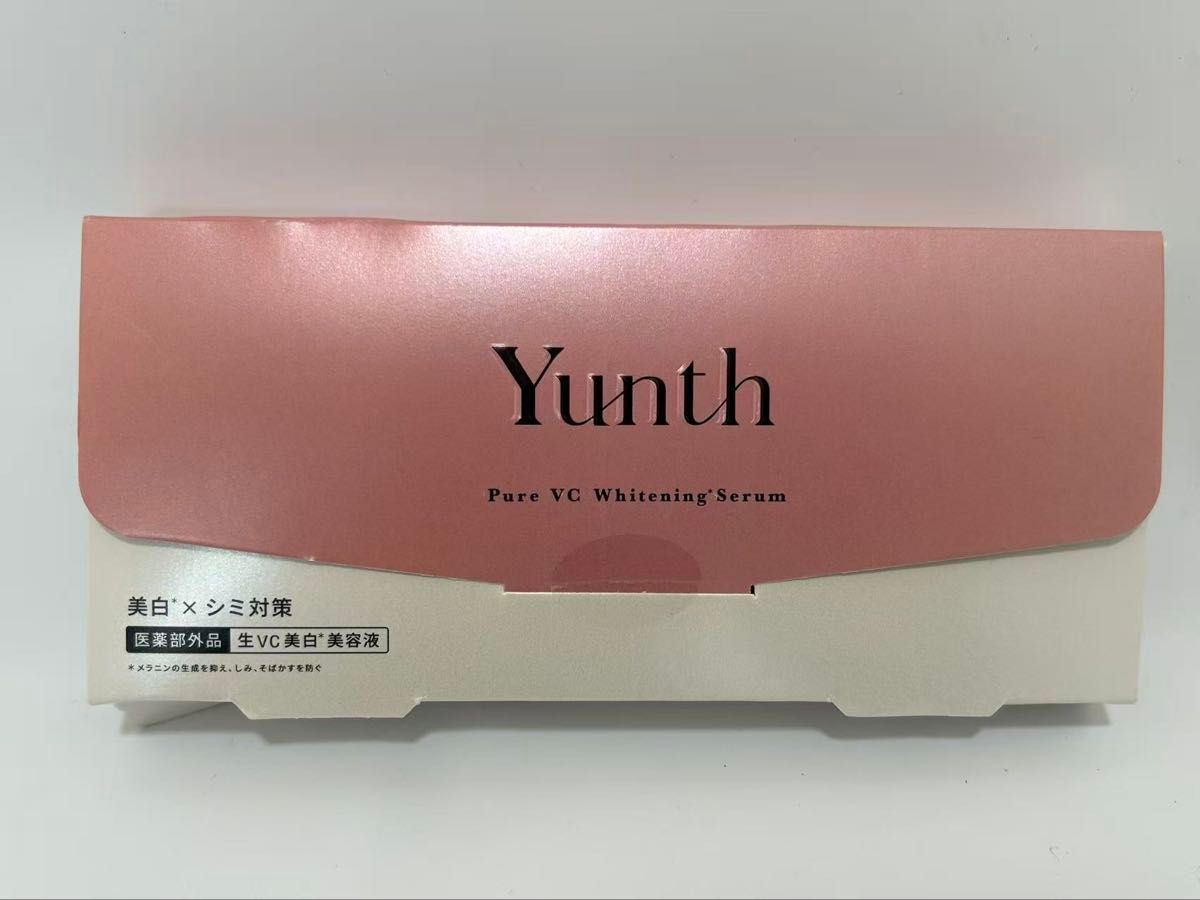 Yunth
Pure VC Whitening*Serum
美白*×シミ対策
医薬部外品 生VC美白*美容液
*メラニンの生成を抑え、しみ、そばかすを防ぐ